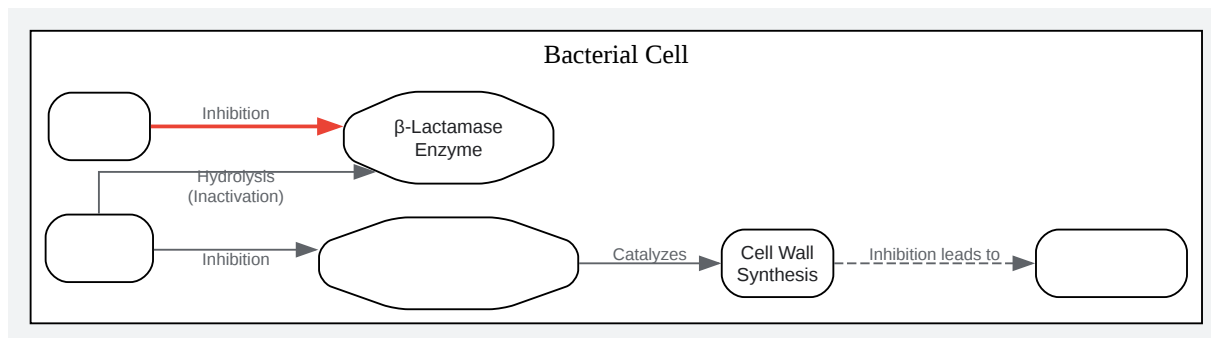 Bacterial Cell
Inhibition
β-Lactamase
Enzyme
Hydrolysis
(Inactivation)
Inhibition
Catalyzes
Cell Wall
Synthesis
Inhibition leads to